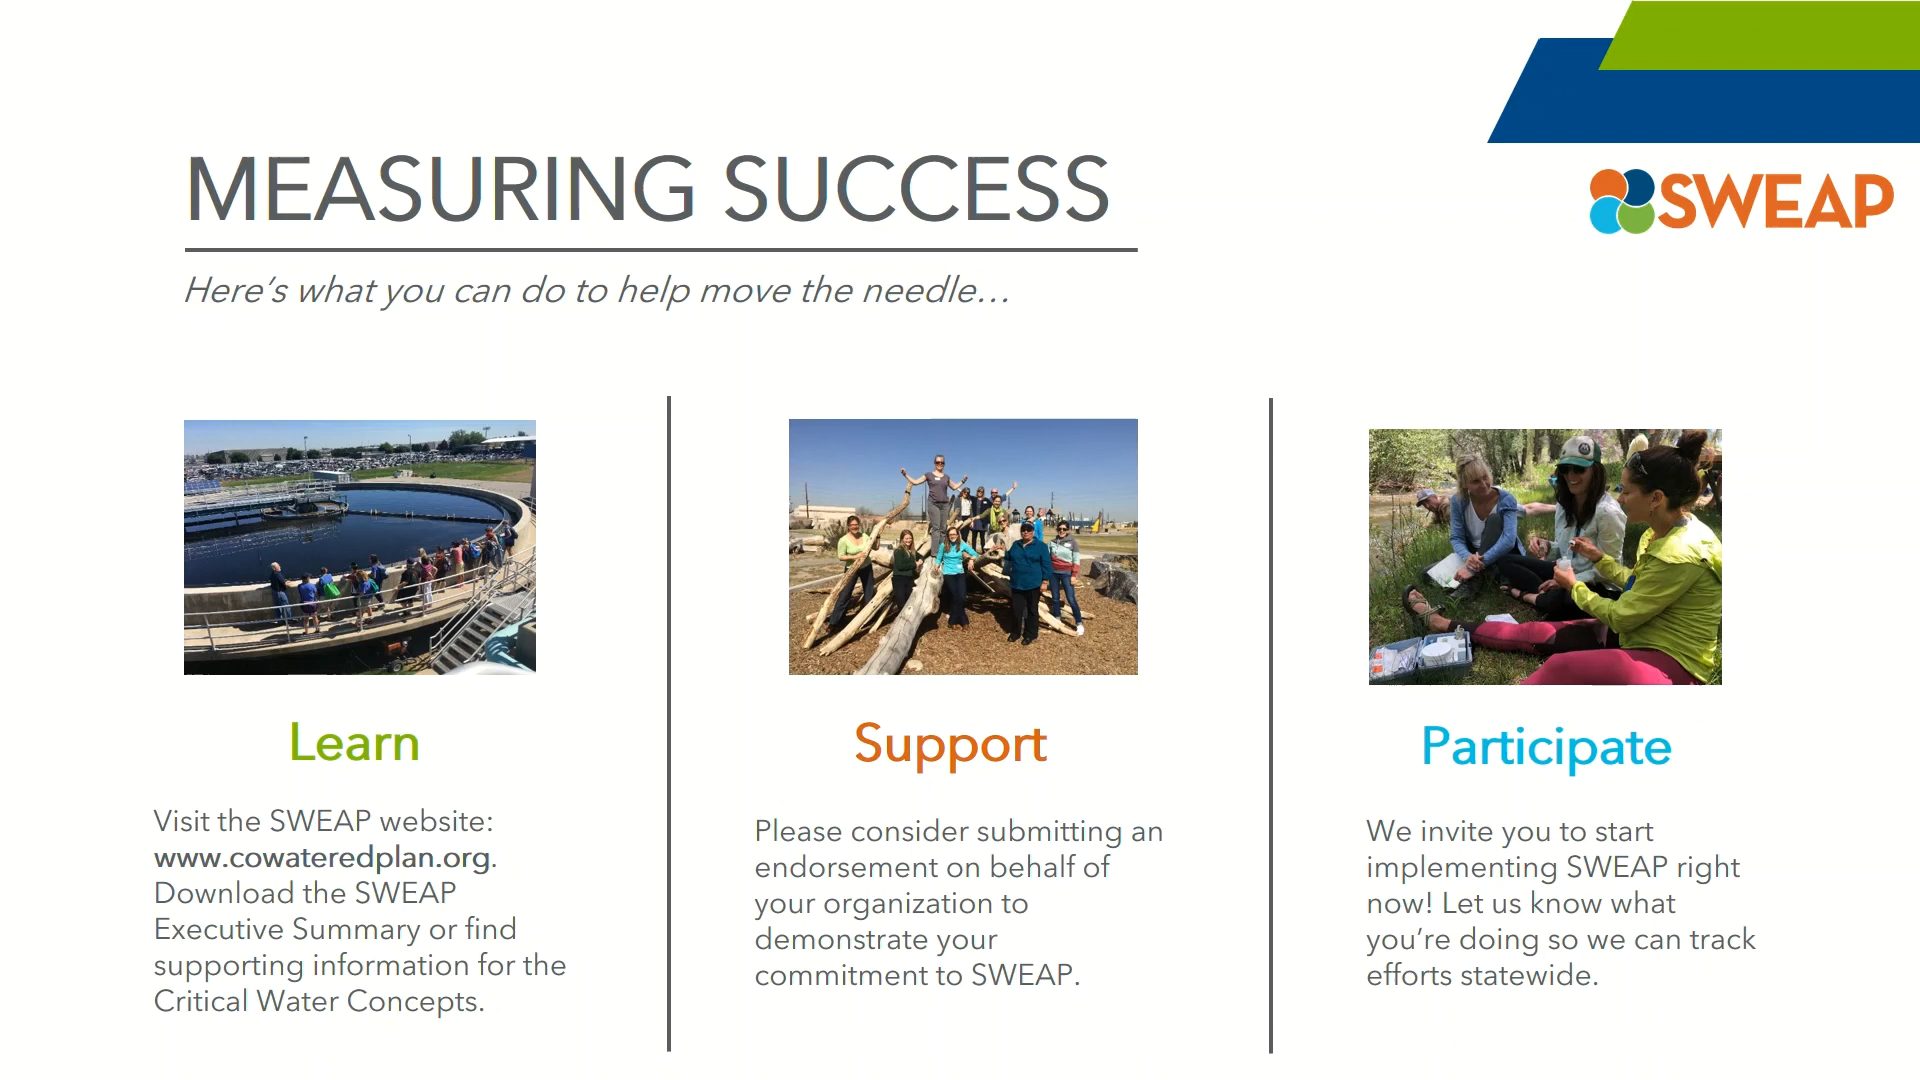 MEASURING SUCCESS
SWEAP
Here's what you can do to help move the needle...
Learn
Visit the SWEAP website:
www.cowateredplan.org.
Download the SWEAP
Executive Summary or find
supporting information for the
Critical Water Concepts.
Support
Please consider submitting an
endorsement on behalf of
your organization to
demonstrate your
commitment to SWEAP.
Participate
We invite you to start
implementing SWEAP right
now! Let us know what
you're doing so we can track
efforts statewide.